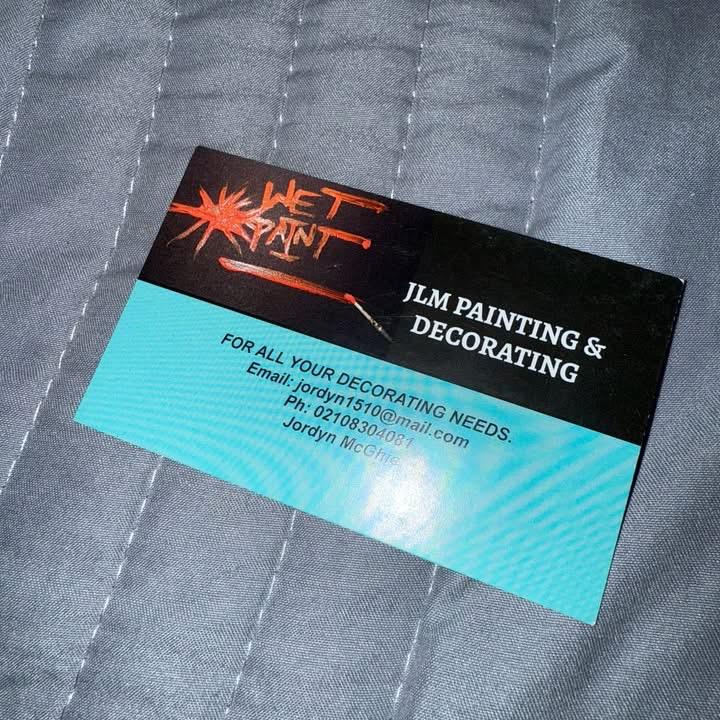 WET
PAINT
JLM PAINTING &
DECORATING
FOR ALL YOUR DECORATING NEEDS.
Email: jordyn1510@mail.com
Ph: 02108304081
Jordyn McGhie